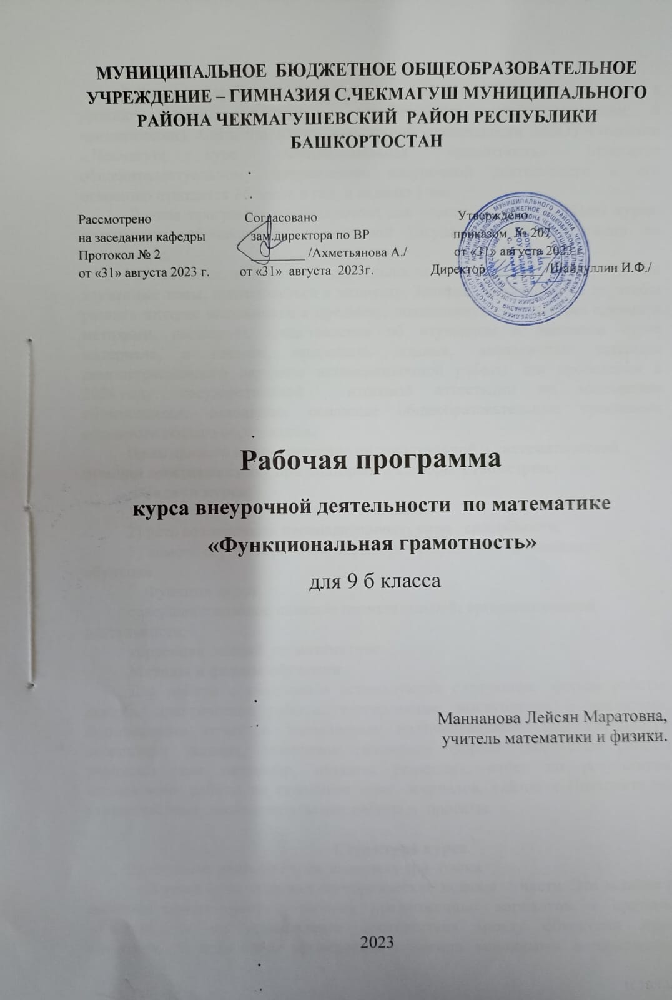 МУНИЦИПАЛЬНОЕ БЮДЖЕТНОЕ ОБЩЕОБРАЗОВАТЕЛЬНОЕ
УЧРЕЖДЕНИЕ – ГИМНАЗИЯ С.ЧЕКМАГУШ МУНИЦИПАЛЬНОГО
РАЙОНА ЧЕКМАГУШЕВСКИЙ РАЙОН РЕСПУБЛИКИ
БАШКОРТОСТАН
Рассмотрено
на заседании кафедры
Протокол № 2
от «31» августа 2023 г.
Согласовано
зам.директора по ВР
________ /Ахметьянова А./
от «31» августа 2023г.
Утверждено
приказом № 207
от «31» августа 2023 г.
Директор ________ /Шайдуллин И.Ф./
Рабочая программа
курса внеурочной деятельности по математике
«Функциональная грамотность»
для 9 б класса
Маннанова Лейсян Маратовна,
учитель математики и физики.
2023